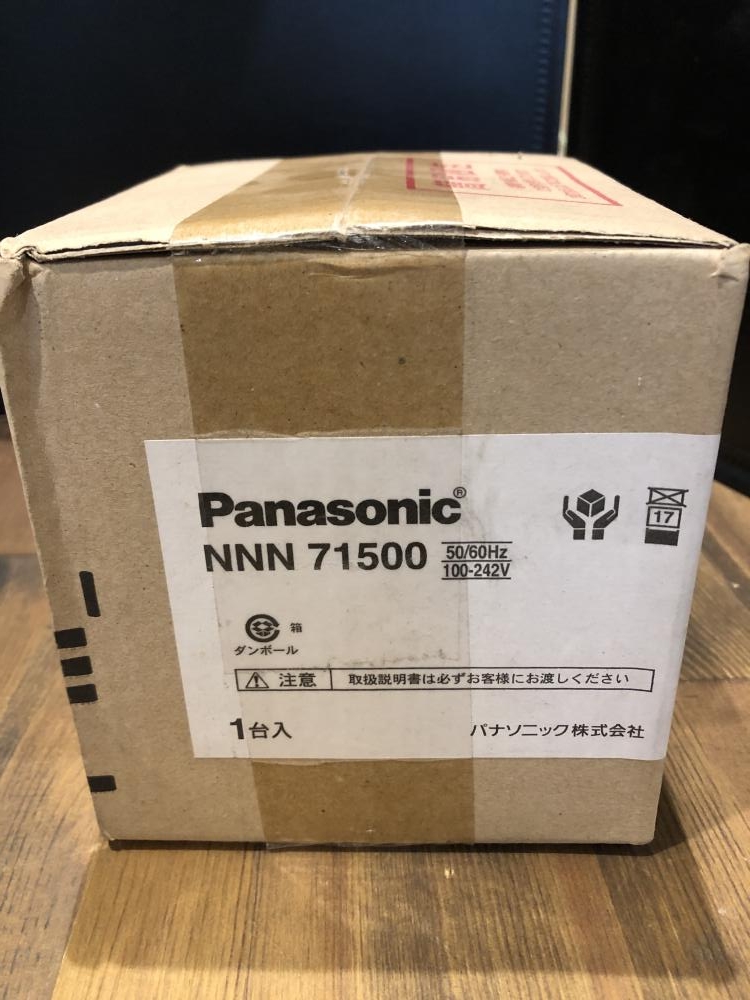 Panasonic®
NNN 71500 50/60Hz
100-242V
17
箱
ダンボール
注意 取扱説明書は必ずお客様にお渡しください
1台入
パナソニック株式会社